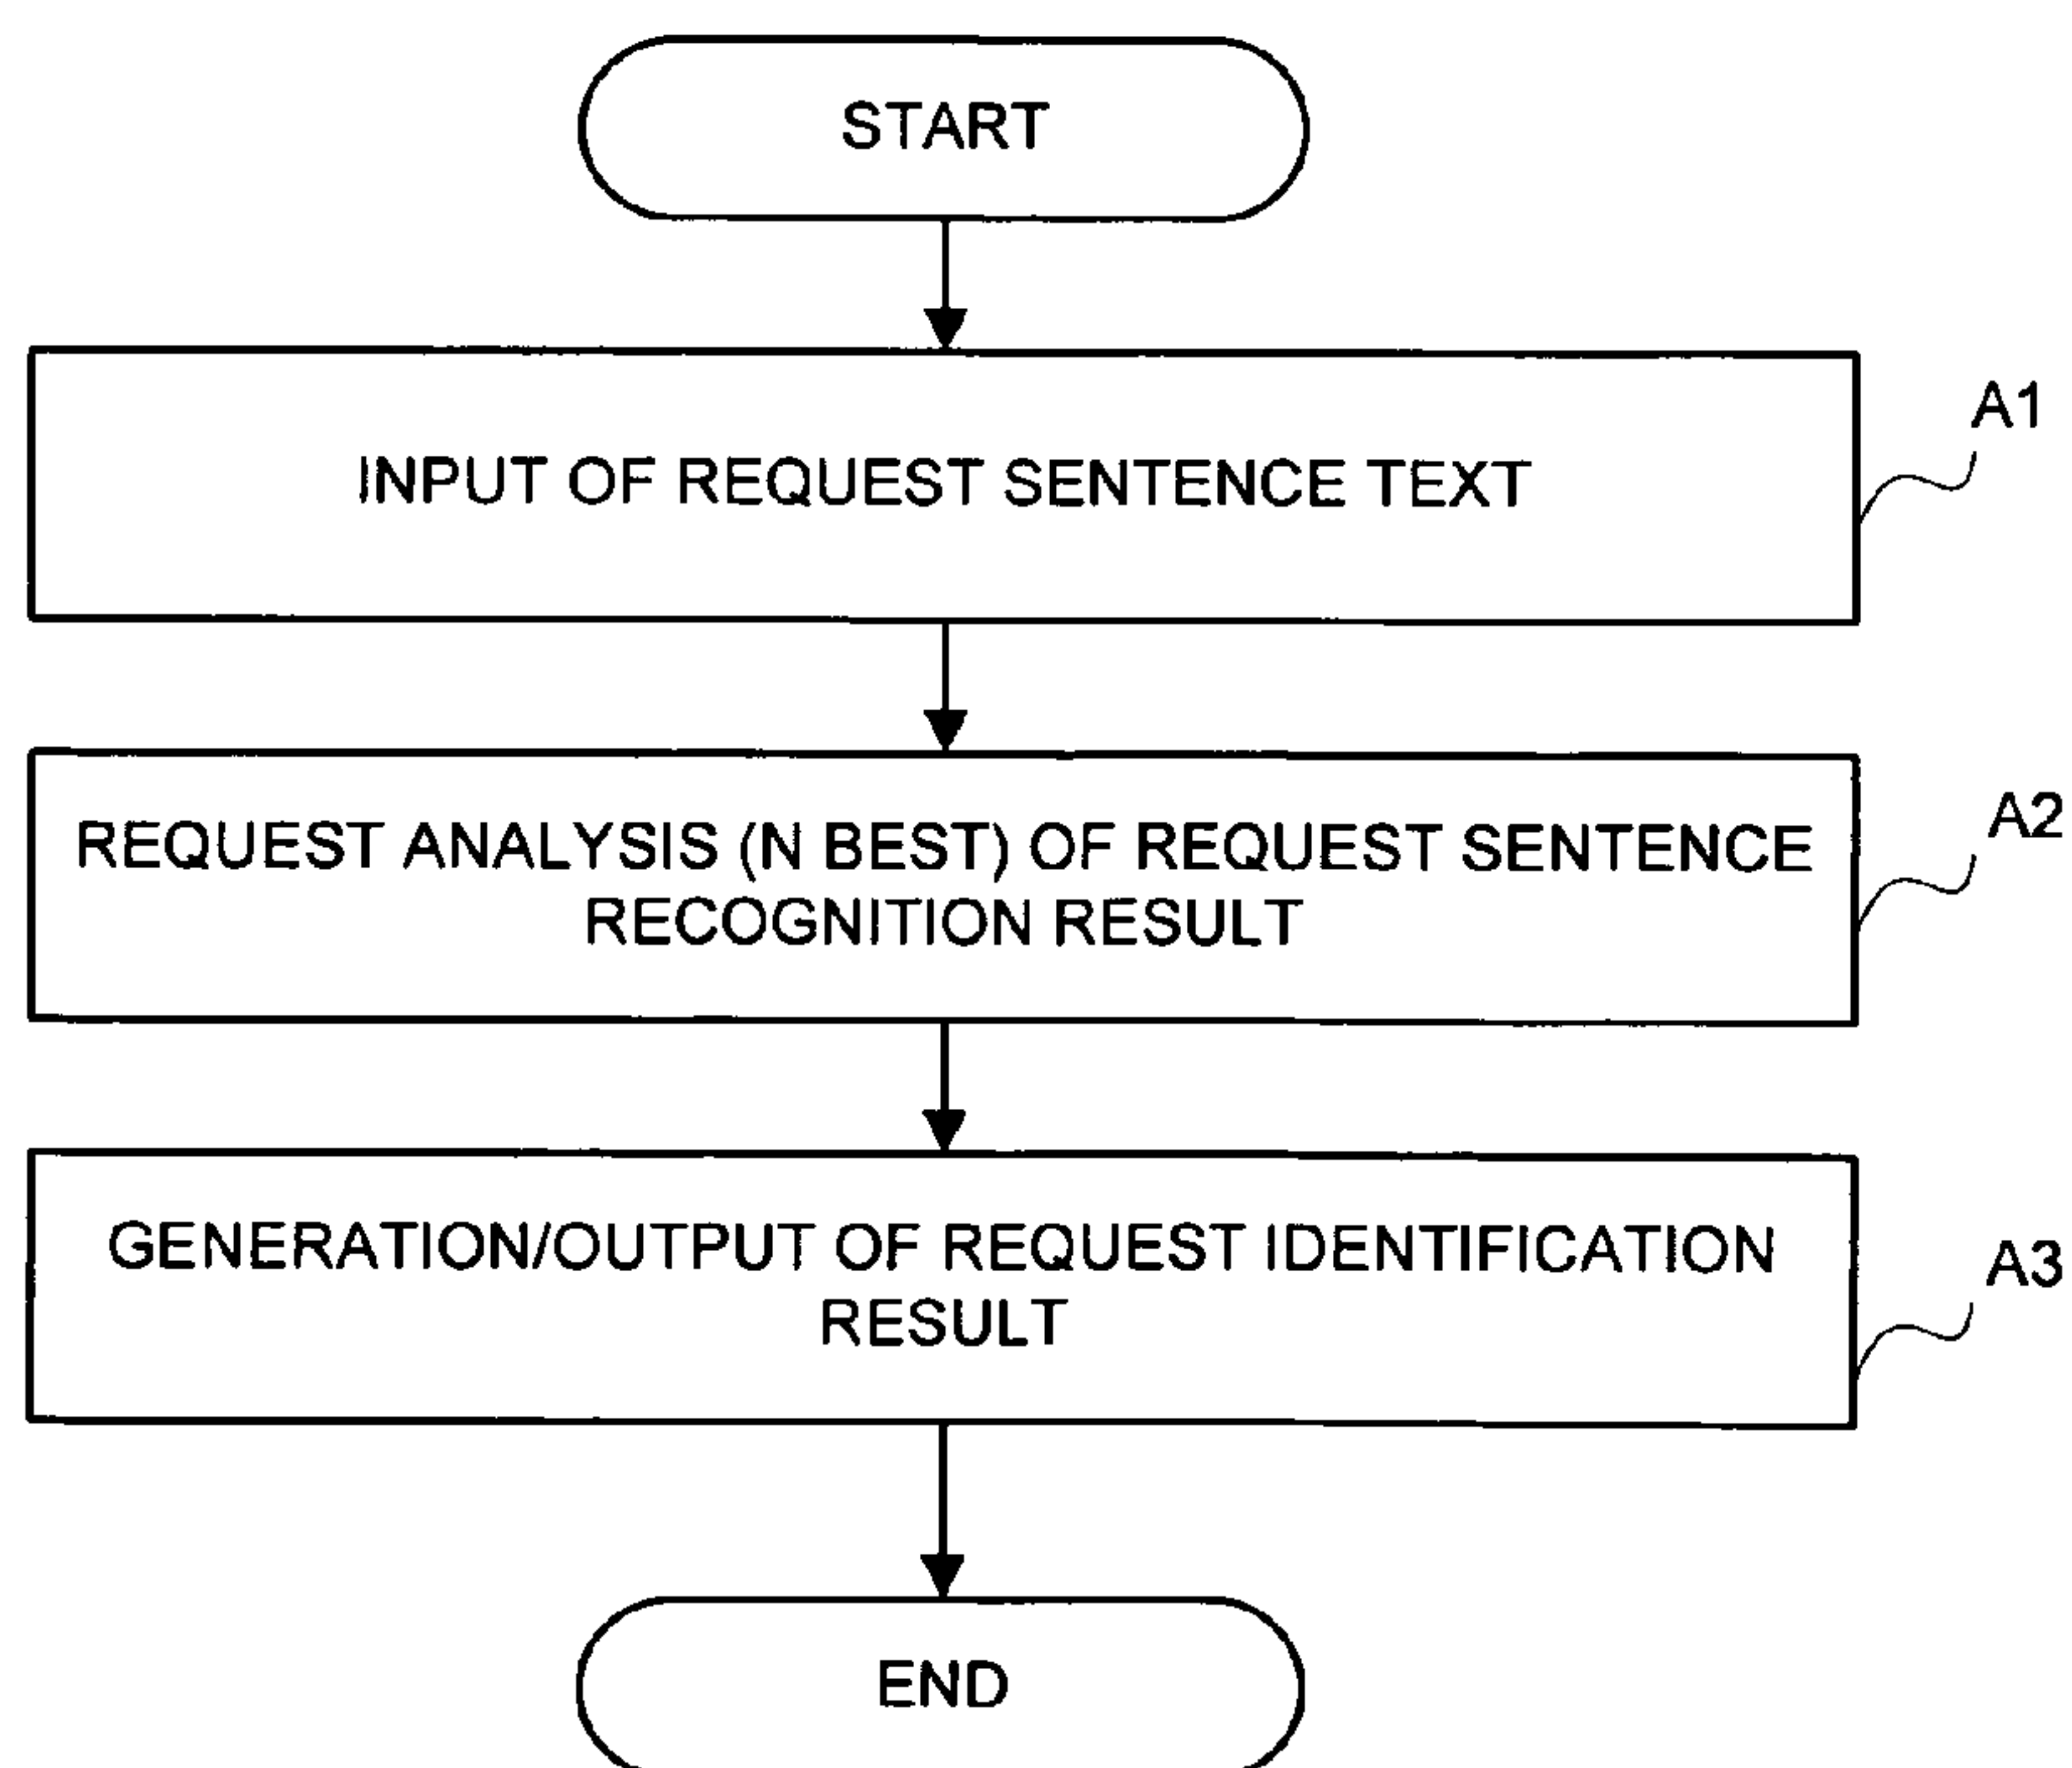 START
A1
INPUT OF REQUEST SENTENCE TEXT
A2
REQUEST ANALYSIS (N BEST) OF REQUEST SENTENCE
RECOGNITION RESULT
GENERATION/OUTPUT OF REQUEST IDENTIFICATION
A3
RESULT
END